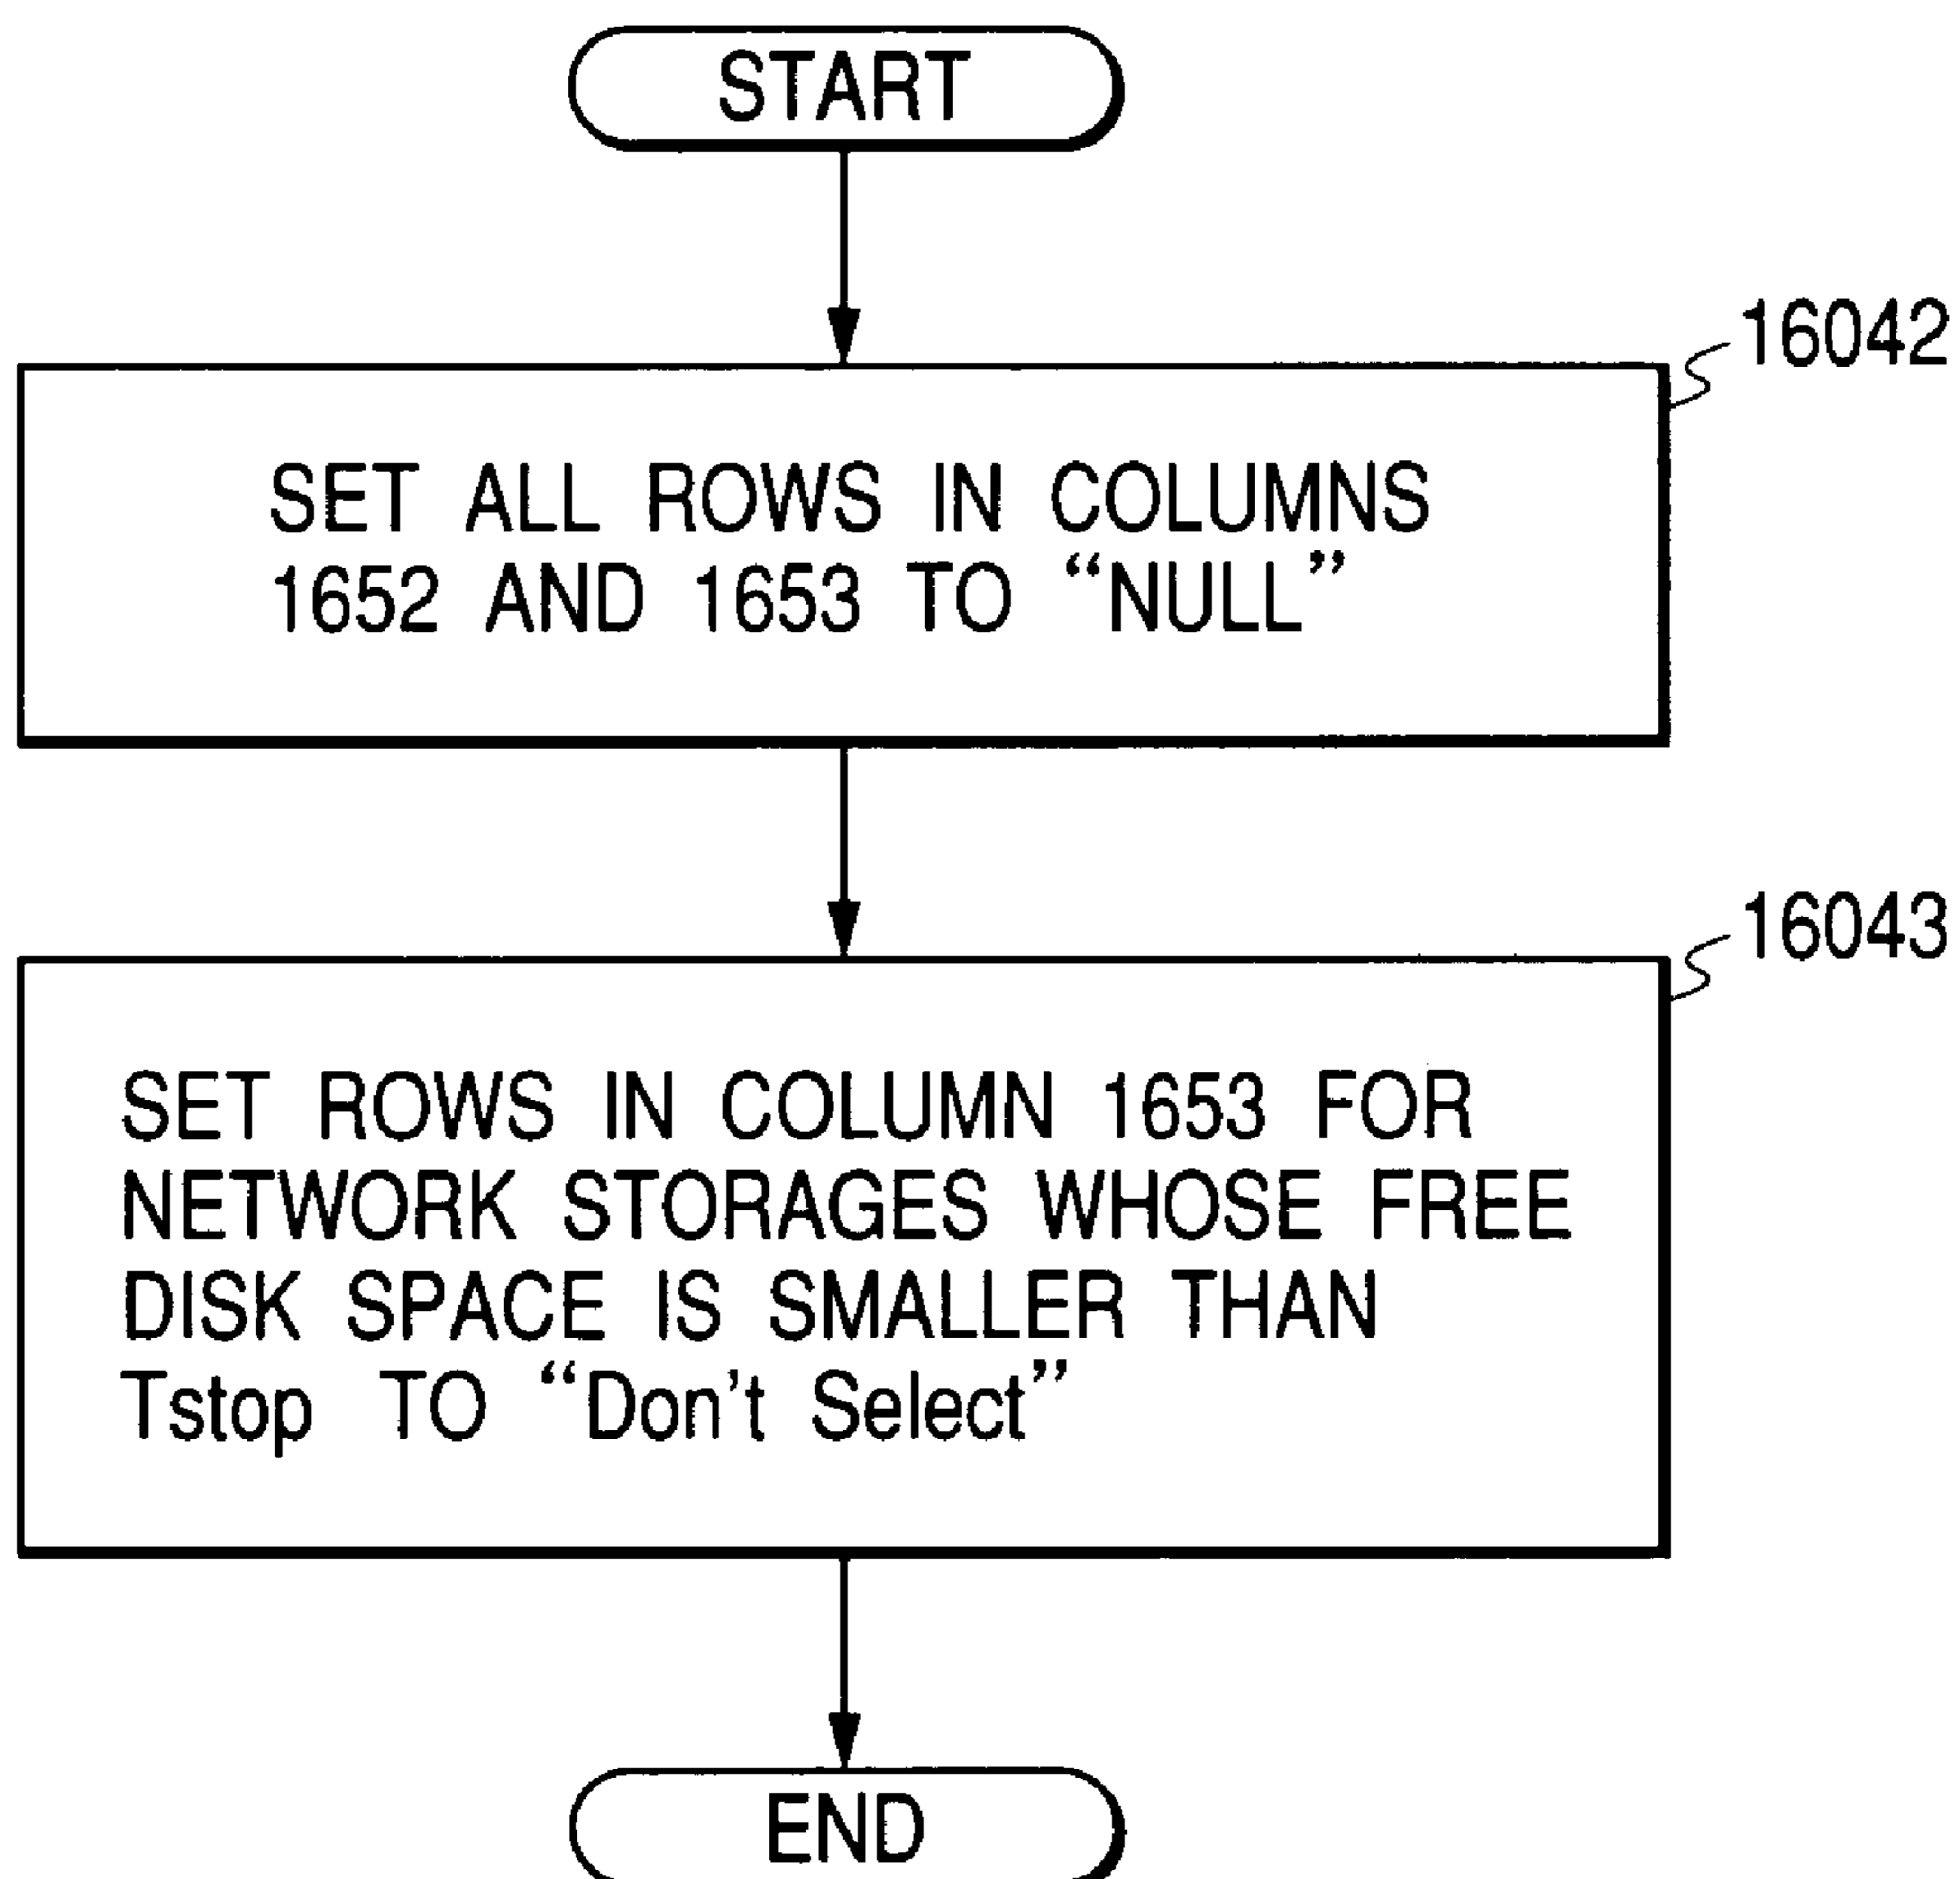 START
16042
SET ALL ROWS IN COLUMNS
1652 AND 1653 TO “NULL”
16043
SET ROWS IN COLUMN 1653 FOR
NETWORK STORAGES WHOSE FREE
DISK SPACE IS SMALLER THAN
Tstop TO “Don't Select”
END